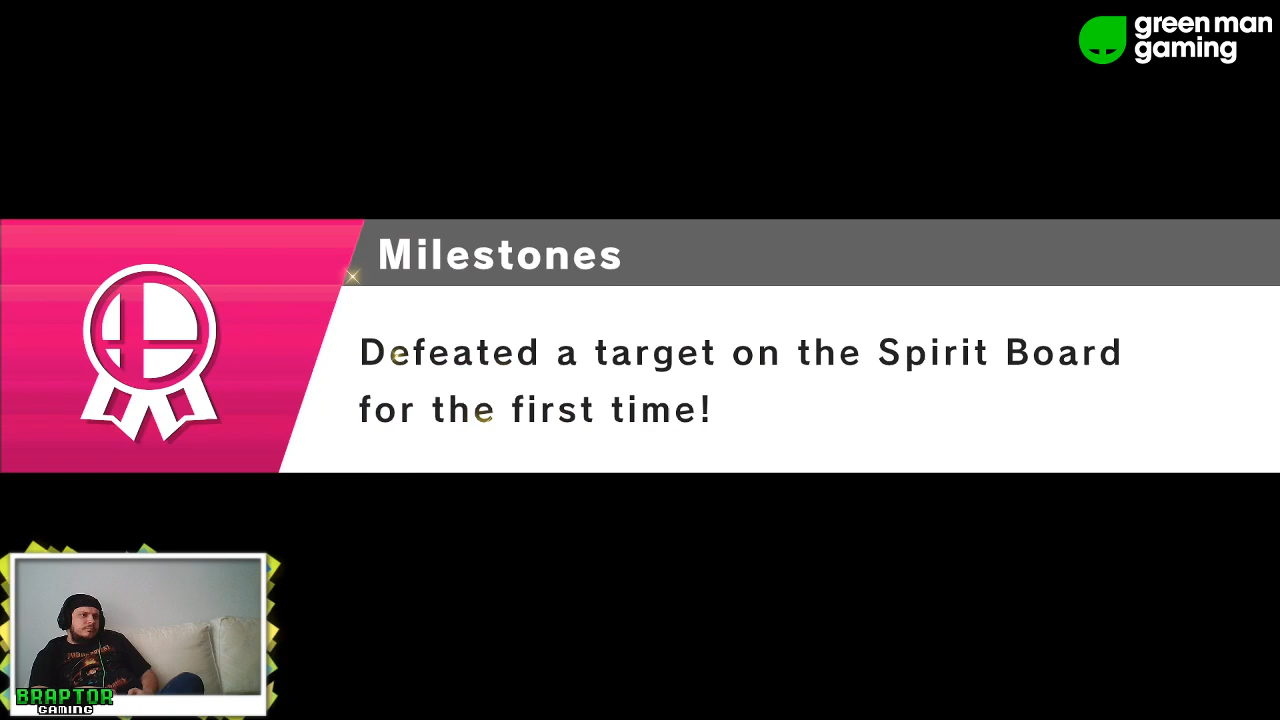 green man
gaming
Milestones
Defeated a target on the Spirit Board
for the first time!
BRAPTOR
GAMING